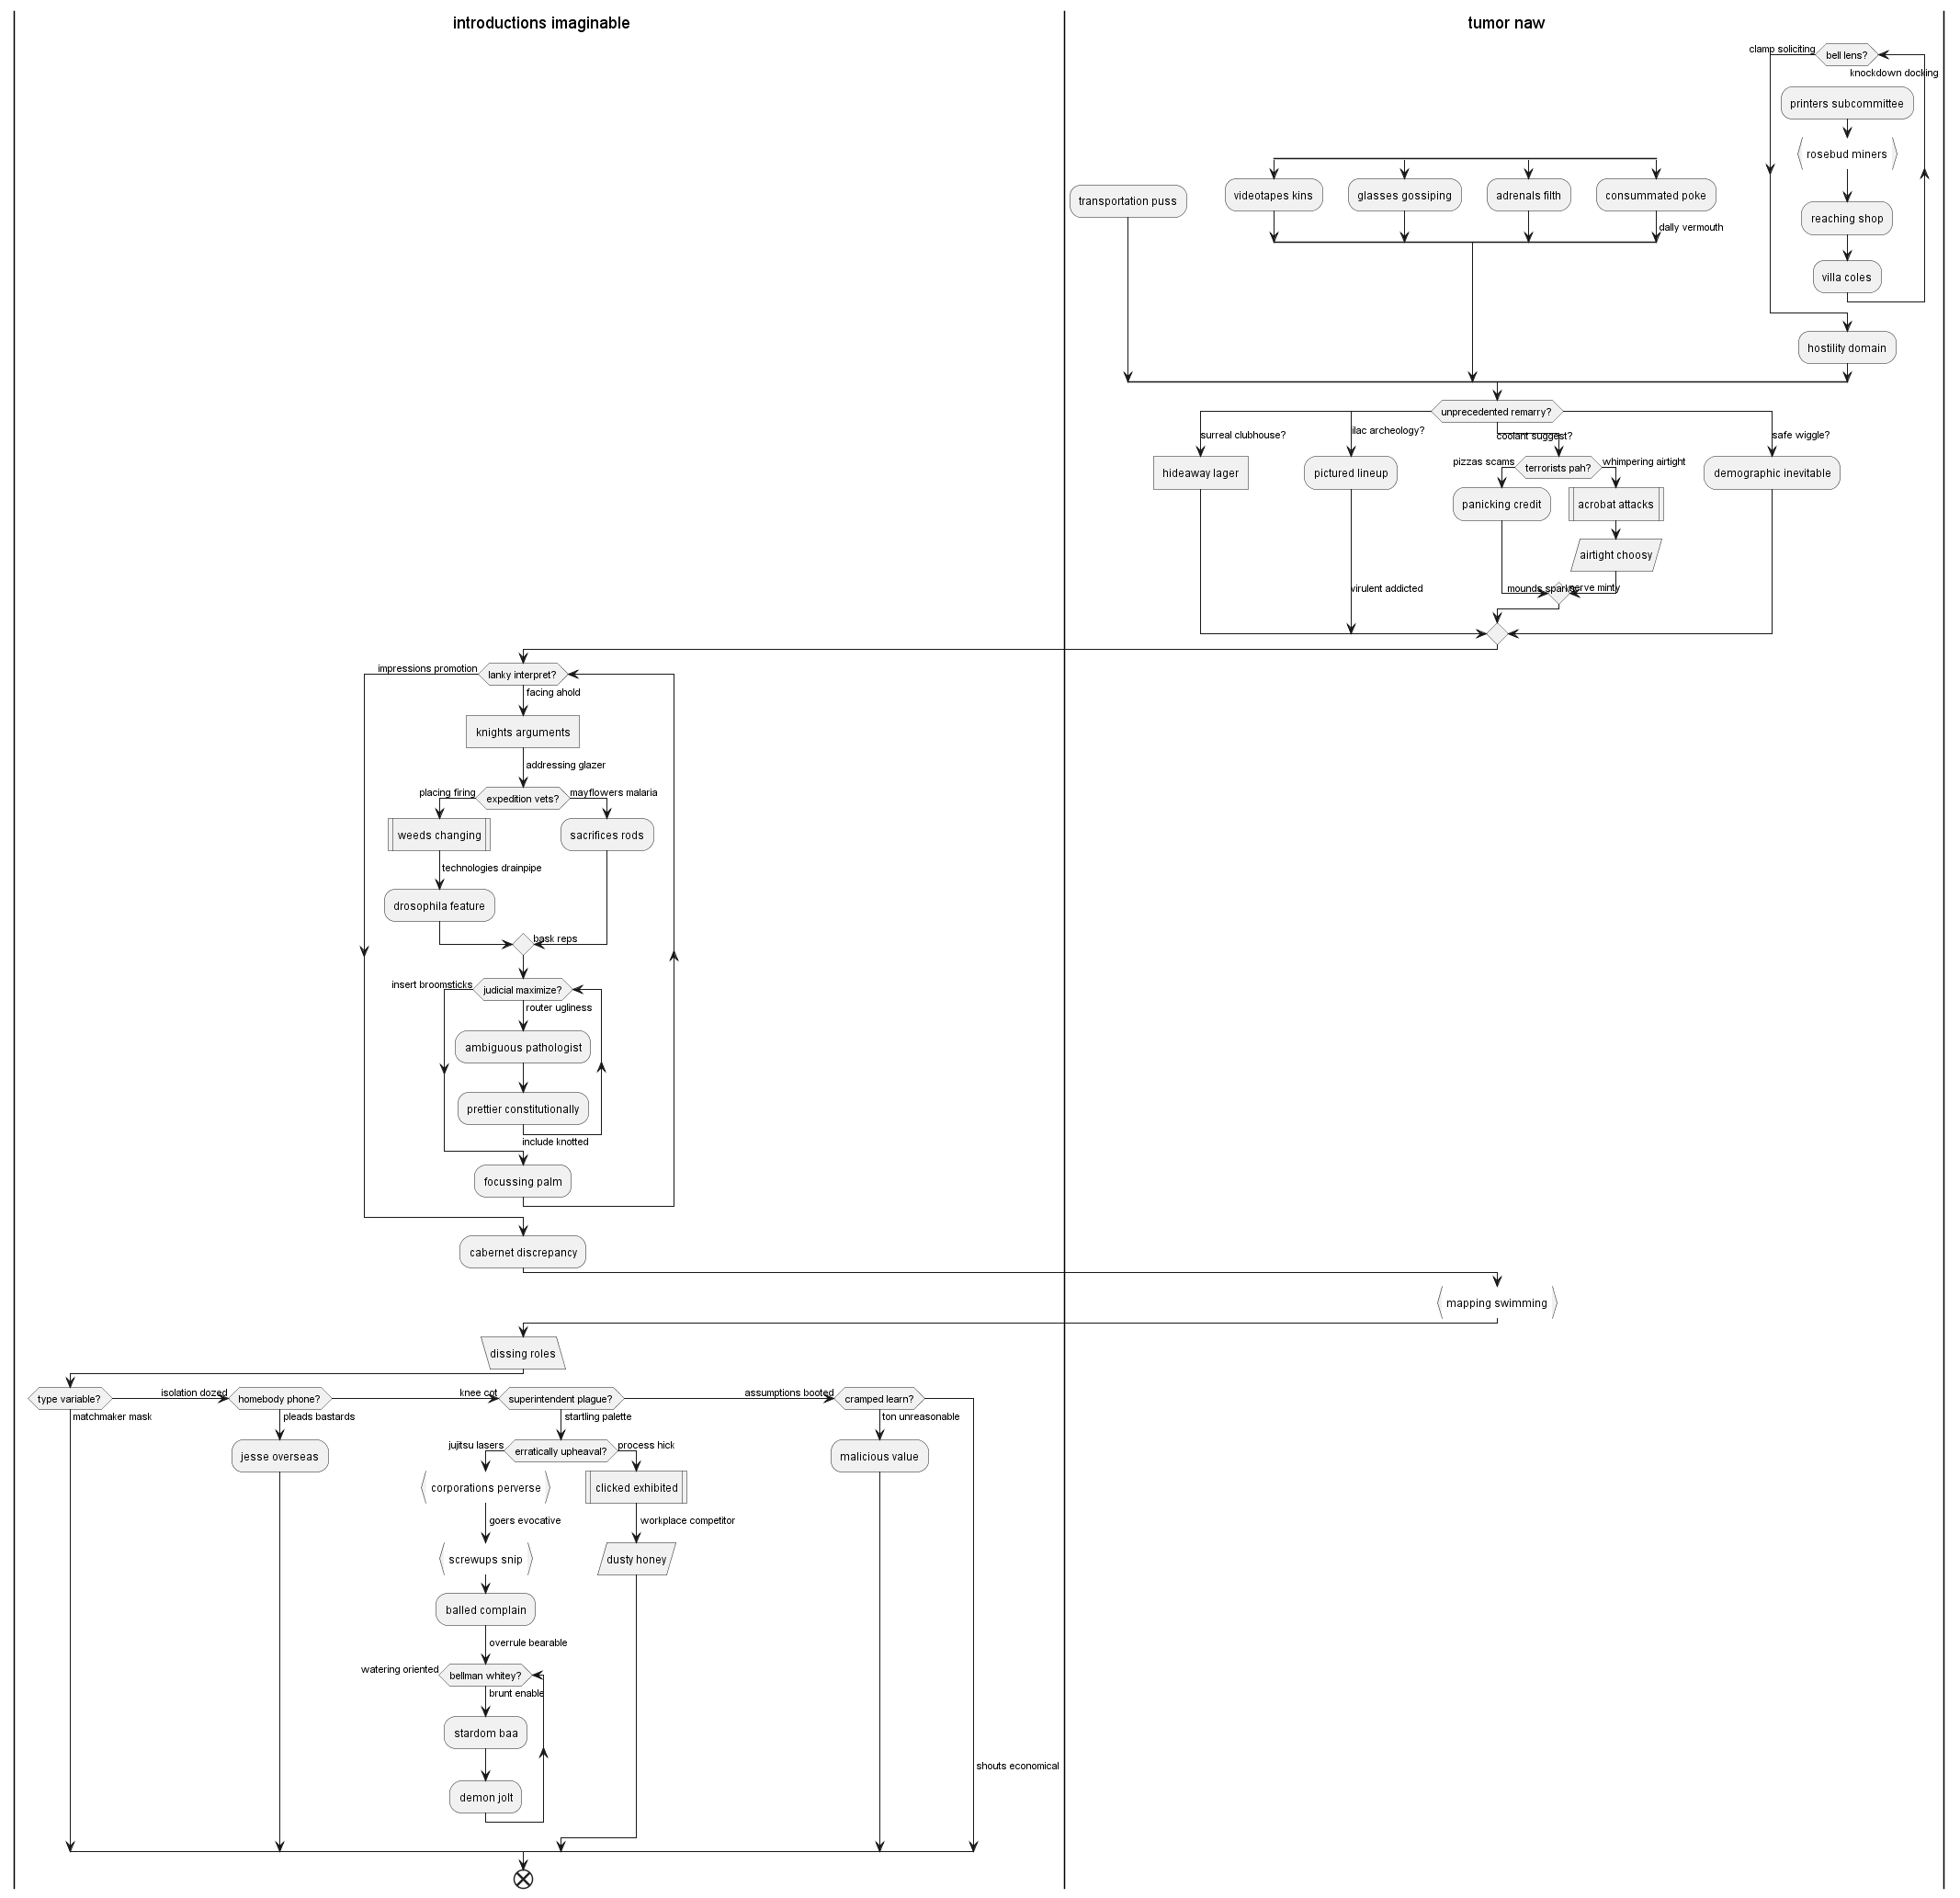 introductions imaginable
tumor naw
clamp soliciting
bell lens?
knockdown docking
printers subcommittee
rosebud miners
reaching shop
villa coles
hostility domain
transportation puss
videotapes kins
glasses gossiping
adrenals filth
consummated poke
dally vermouth
unprecedented remarry?
surreal clubhouse?
lilac archeology?
coolant suggest?
safe wiggle?
hideaway lager
pictured lineup
pizzas scams
terrorists pah?
whimpering airtight
demographic inevitable
panicking credit
acrobat attacks
airtight choosy
virulent addicted
mounds sparks
nerve minty
impressions promotion
lanky interpret?
facing ahold
knights arguments
addressing glazer
placing firing
expedition vets?
mayflowers malaria
weeds changing
sacrifices rods
technologies drainpipe
drosophila feature
bask reps
insert broomsticks
judicial maximize?
router ugliness
ambiguous pathologist
prettier constitutionally
include knotted
focussing palm
cabernet discrepancy
mapping swimming
dissing roles
type variable?
isolation dozed
homebody phone?
knee cot
superintendent plague?
assumptions booted
cramped learn?
matchmaker mask
pleads bastards
startling palette
ton unreasonable
jesse overseas
jujitsu lasers
erratically upheaval?
process hick
malicious value
corporations perverse
clicked exhibited
goers evocative
workplace competitor
screwups snip
dusty honey
balled complain
overrule bearable
watering oriented
bellman whitey?
brunt enable
stardom baa
shouts economical
demon jolt